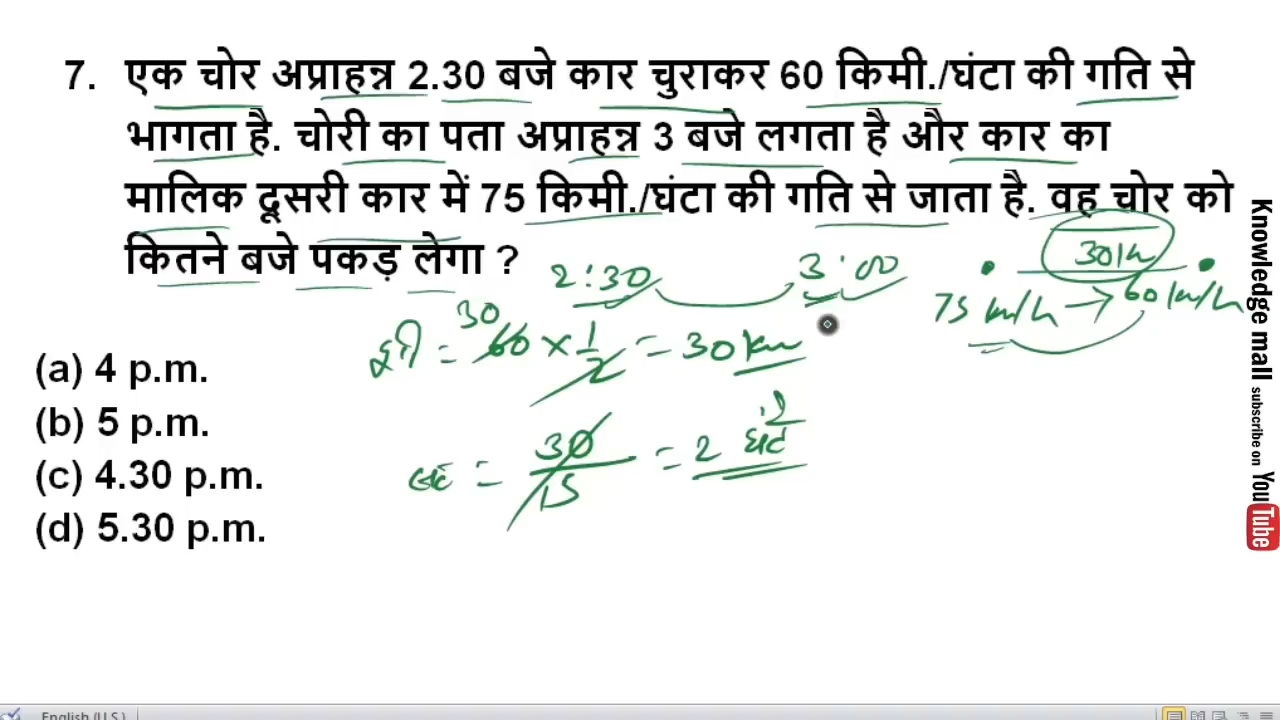 7. एक चोर अप्राहन्न 2.30 बजे कार चुराकर 60 किमी./घंटा की गति से
भागता है. चोरी का पता अप्राहन्न 3 बजे लगता है और कार का
मालिक दूसरी कार में 75 किमी./घंटा की गति से जाता है. वह चोर को
कितने बजे पकड़ लेगा ?
2:30 3:00
30km
75 km/h → 60 km/h
30
= 60 × 1/2 = 30 km
= 30/15 = 2 घंटे
(a) 4 p.m.
(b) 5 p.m.
(c) 4.30 p.m.
(d) 5.30 p.m.
Knowledge mall subscribe on YouTube
English (U.S.)